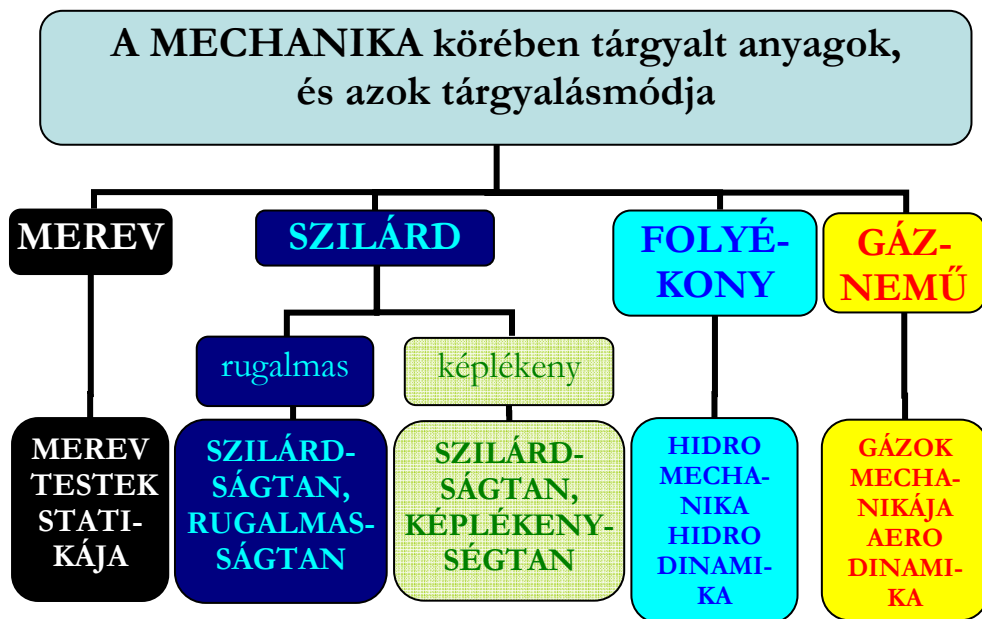 A MECHANIKA körében tárgyalt anyagok,
és azok tárgyalásmódja
MEREV
SZILÁRD
FOLYÉ-
KONY
GÁZ-
NEMŰ
rugalmas
képlékeny
MEREV
TESTEK
STATI-
KÁJA
SZILÁRD-
SÁGTAN,
RUGALMAS-
SÁGTAN
SZILÁRD-
SÁGTAN,
KÉPLÉKENY-
SÉGTAN
HIDRO
MECHA-
NIKA
HIDRO
DINAMI-
KA
GÁZOK
MECHA-
NIKÁJA
AERO
DINAMI-
KA